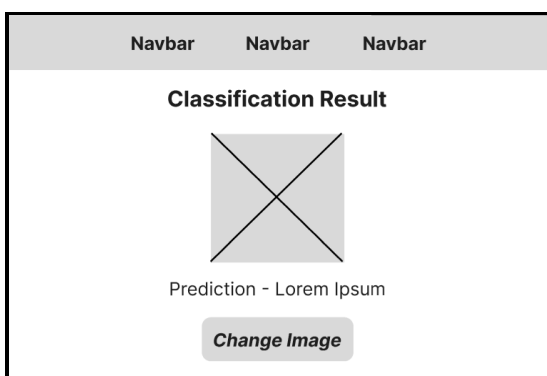 Navbar Navbar Navbar
Classification Result
Prediction - Lorem Ipsum
Change Image